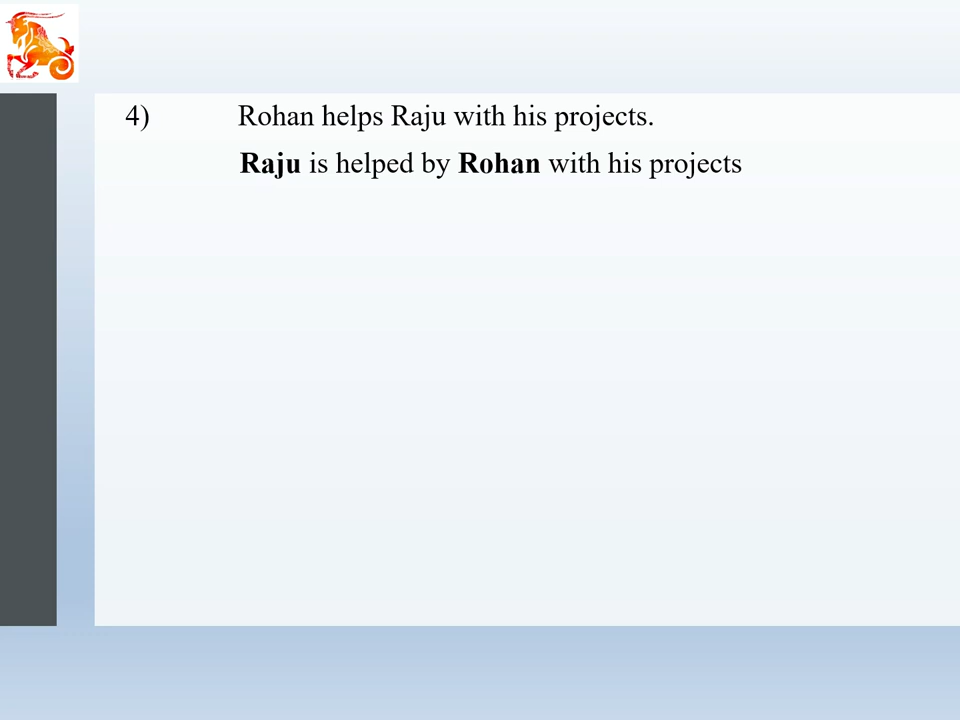 4) Rohan helps Raju with his projects.
Raju is helped by Rohan with his projects